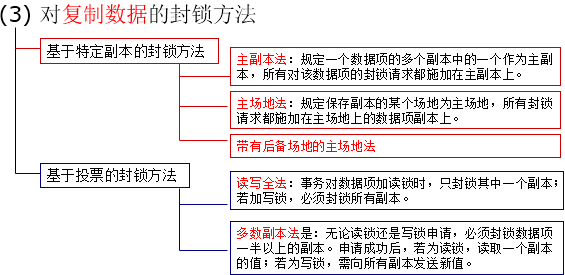 (3) 对复制数据的封锁方法
基于特定副本的封锁方法
主副本法：规定一个数据项的多个副本中的一个作为主副
本，所有对该数据项的封锁请求都施加在主副本上。
主场地法：规定保存副本的某个场地为主场地，所有封锁
请求都施加在主场地上的数据项副本上。
带有后备场地的主场地法
基于投票的封锁方法
读写全法：事务对数据项加读锁时，只封锁其中一个副本；
若加写锁，必须封锁所有副本。
多数副本法是：无论读锁还是写锁申请，必须封锁数据项
一半以上的副本。申请成功后，若为读锁，读取一个副本
的值；若为写锁，需向所有副本发送新值。